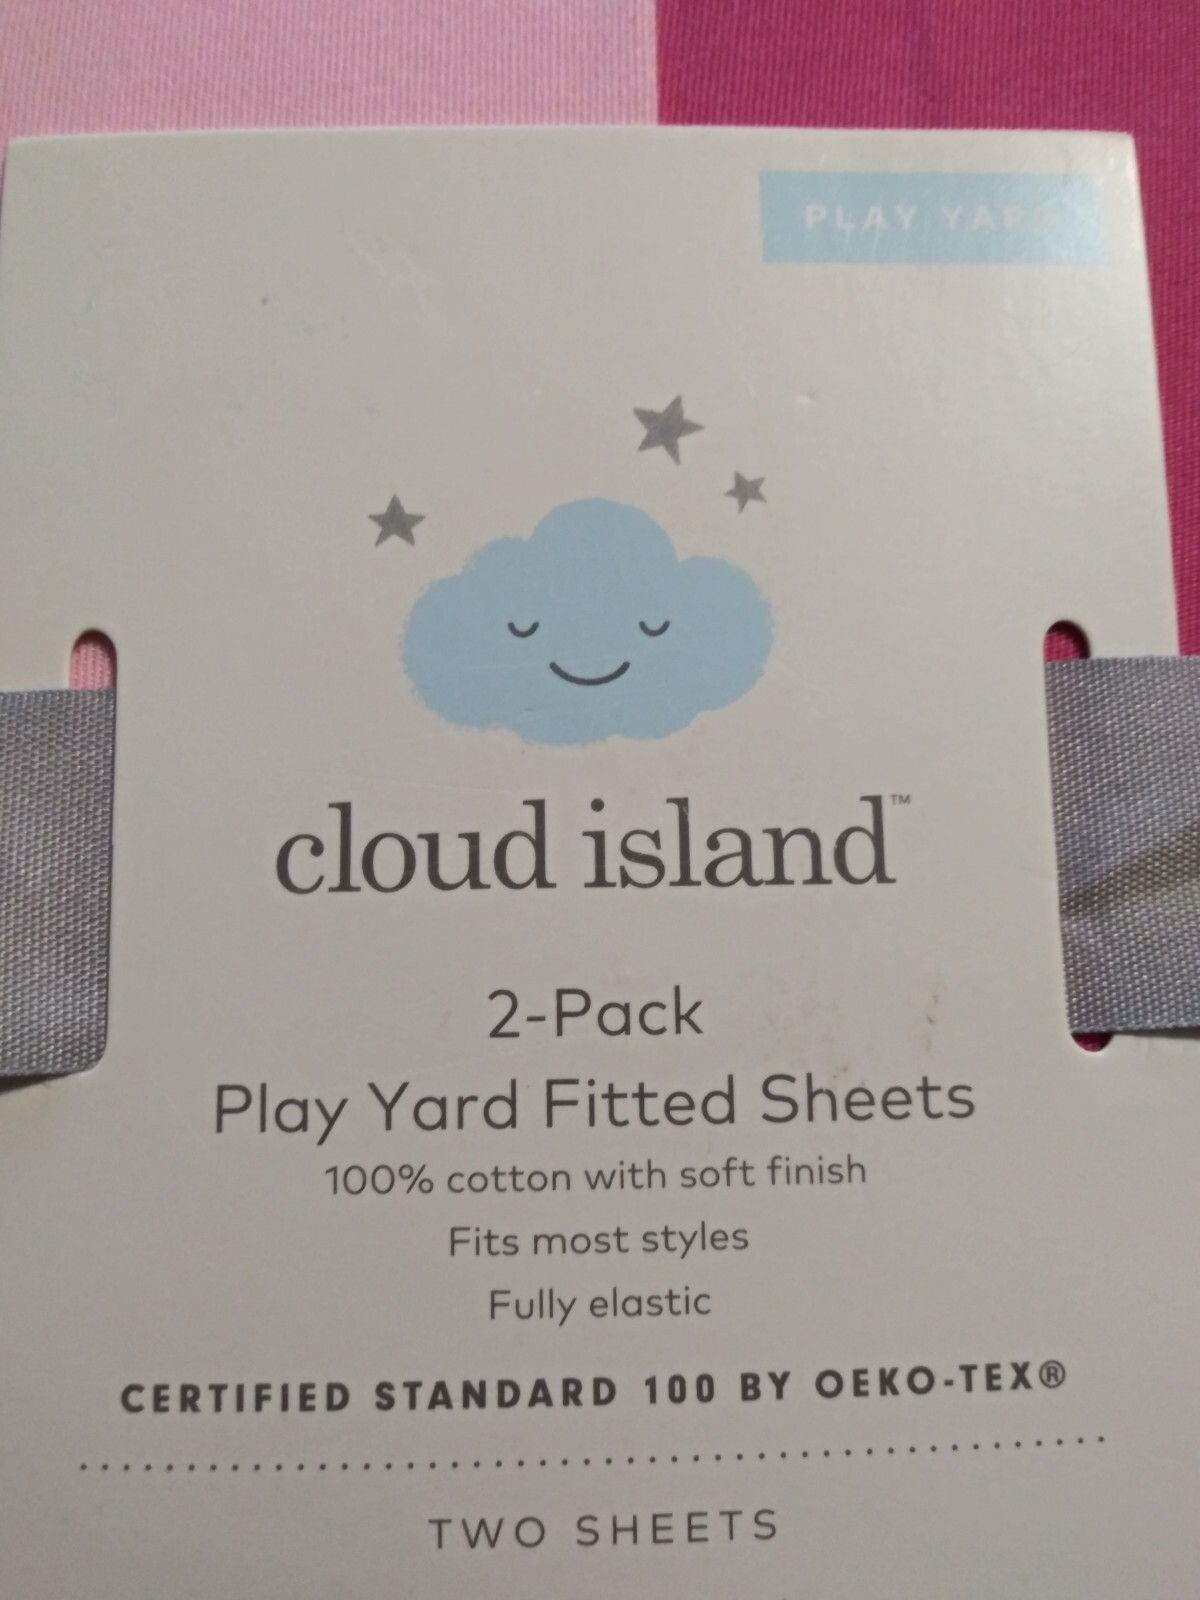 PLAY YARD
cloud island™
2-Pack
Play Yard Fitted Sheets
100% cotton with soft finish
Fits most styles
Fully elastic
CERTIFIED STANDARD 100 BY OEKO-TEX®
TWO SHEETS